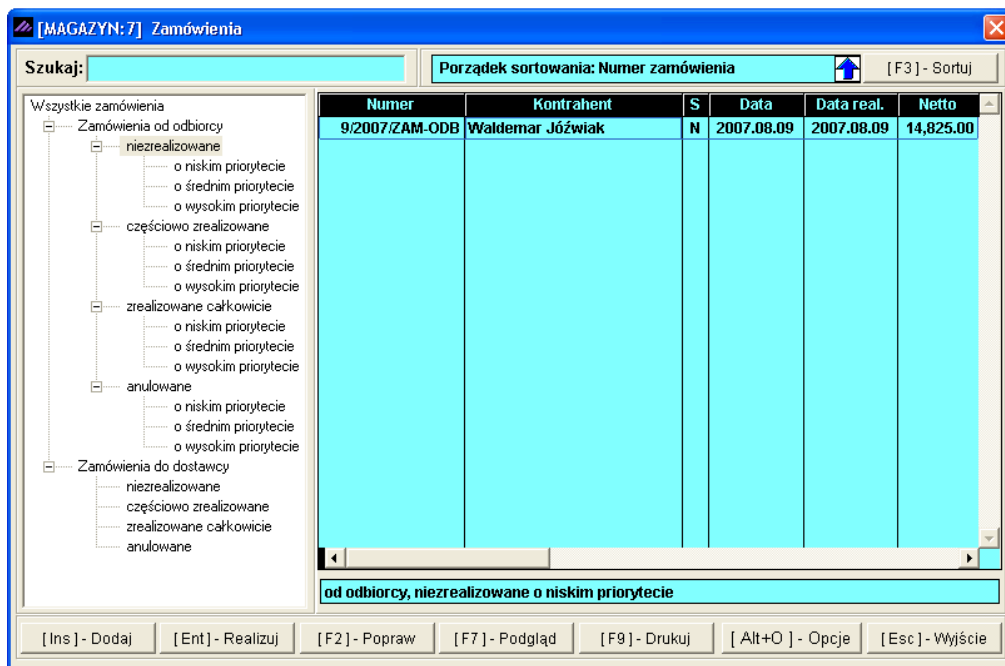 [MAGAZYN: 7] Zamówienia
Szukaj:
Porządek sortowania: Numer zamówienia
[F3] - Sortuj
Wszystkie zamówienia
Zamówienia od odbiorcy
niezrealizowane
o niskim priorytecie
o średnim priorytecie
o wysokim priorytecie
częściowo zrealizowane
o niskim priorytecie
o średnim priorytecie
o wysokim priorytecie
zrealizowane całkowicie
o niskim priorytecie
o średnim priorytecie
o wysokim priorytecie
anulowane
o niskim priorytecie
o średnim priorytecie
o wysokim priorytecie
Zamówienia do dostawcy
niezrealizowane
częściowo zrealizowane
zrealizowane całkowicie
anulowane
Numer Kontrahent S Data Data real. Netto
9/2007/ZAM-ODB Waldemar Jóźwiak N 2007.08.09 2007.08.09 14,825.00
od odbiorcy, niezrealizowane o niskim priorytecie
[Ins] - Dodaj [Ent] - Realizuj [F2] - Popraw [F7] - Podgląd [F9] - Drukuj [Alt+O] - Opcje [Esc] - Wyjście